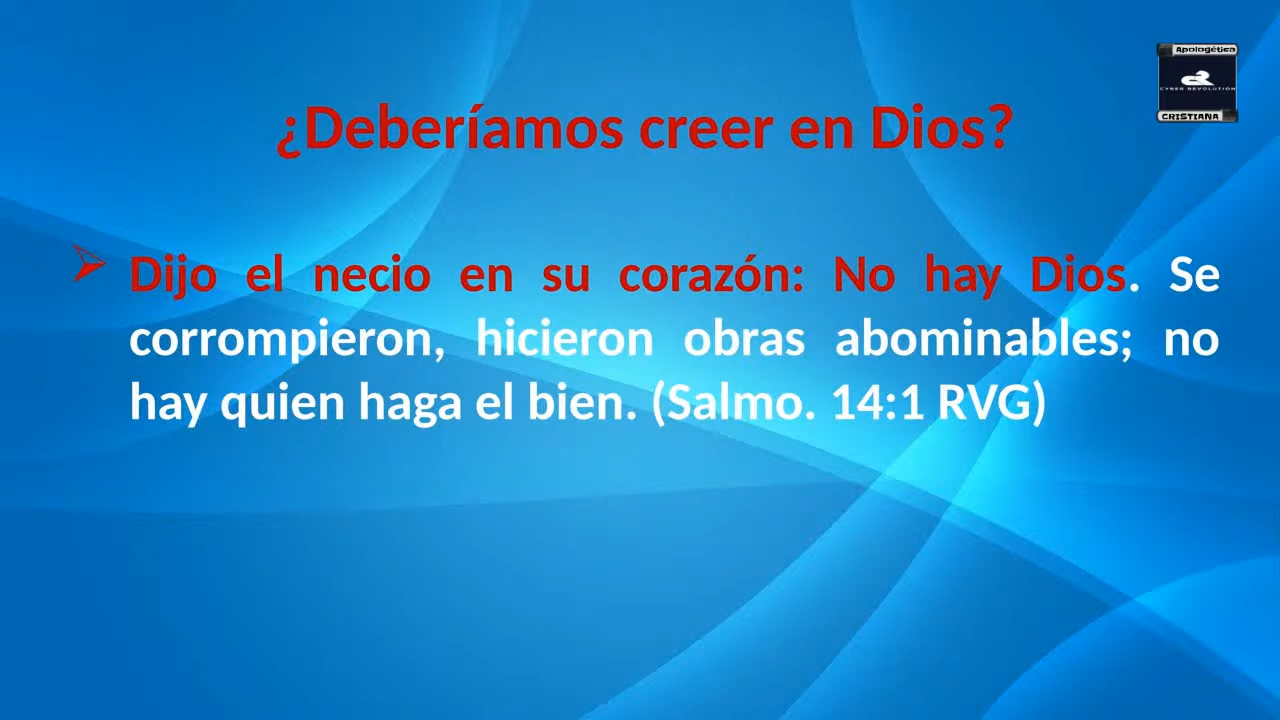 Apologética
CYBER REVOLUTION
CRISTIANA
¿Deberíamos creer en Dios?
Dijo el necio en su corazón: No hay Dios. Se
corrompieron, hicieron obras abominables; no
hay quien haga el bien. (Salmo. 14:1 RVG)